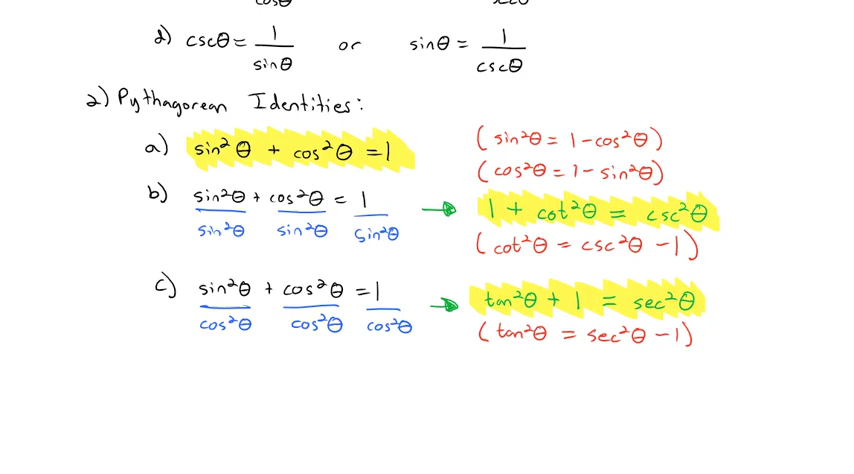 cosθ secθ
d) cscθ = 1/sinθ or sinθ = 1/cscθ
2) Pythagorean Identities:
a) sin²θ + cos²θ = 1 (sin²θ = 1 - cos²θ)
(cos²θ = 1 - sin²θ)
b) sin²θ/sin²θ + cos²θ/sin²θ = 1/sin²θ → 1 + cot²θ = csc²θ
(cot²θ = csc²θ - 1)
c) sin²θ/cos²θ + cos²θ/cos²θ = 1/cos²θ → tan²θ + 1 = sec²θ
(tan²θ = sec²θ - 1)